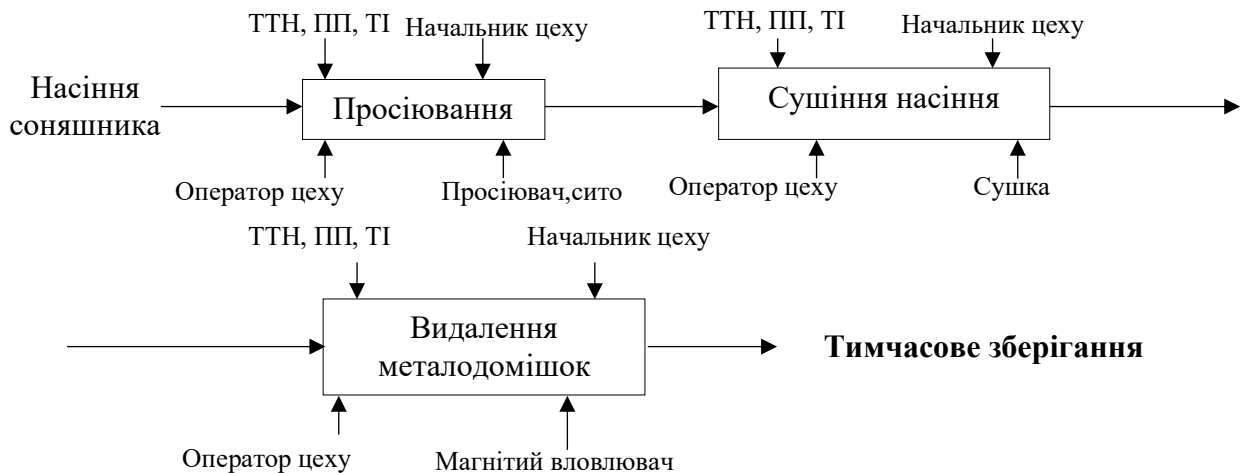 ТТН, ПП, ТІ
Начальник цеху
ТТН, ПП, ТІ
Начальник цеху
Насіння
соняшника
Просіювання
Сушіння насіння
Оператор цеху
Просіювач,сито
Оператор цеху
Сушка
ТТН, ПП, ТІ
Начальник цеху
Видалення
металодомішок
Тимчасове зберігання
Оператор цеху
Магнітий вловлювач